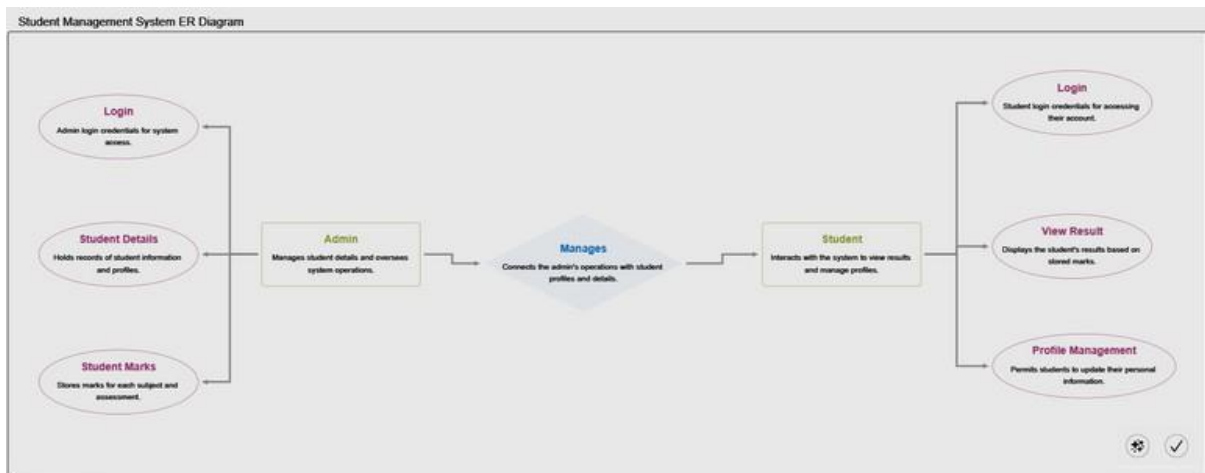 Student Management System ER Diagram
Login
Admin login credentials for system
access.
Student Details
Holds records of student information
and profiles.
Student Marks
Stores marks for each subject and
assessment.
Admin
Manages student details and oversees
system operations.
Manages
Connects the admin's operations with student
profiles and details.
Student
Interacts with the system to view results
and manage profiles.
Login
Student login credentials for accessing
their account.
View Result
Displays the student's results based on
stored marks.
Profile Management
Permits students to update their personal
information.